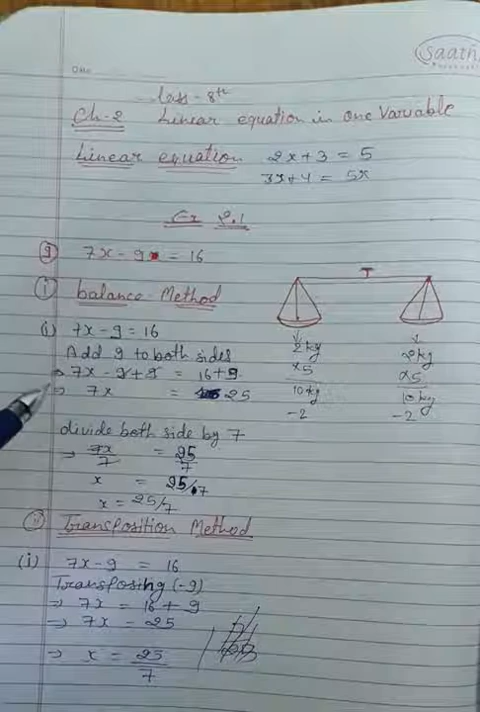 Saath
Date
Class - 8th
Ch-2 Linear equation in one Variable
Linear equation 2x+3 = 5
3x+4 = 5x
Ex 2.1
Q 7x - 9 = 16
(i) balance Method
(i) 7x - 9 = 16
Add 9 to both sides
⇒ 7x - 9 + 9 = 16+9
⇒ 7x = 25
divide both side by 7
⇒ 7x/7 = 25/7
x = 25/7
x = 25/7
2kg 2kg
x5 x5
10kg 10kg
-2 -2
(ii) Transposition Method
(i) 7x - 9 = 16
Transposing (-9)
⇒ 7x = 16 + 9
⇒ 7x = 25
⇒ x = 25/7